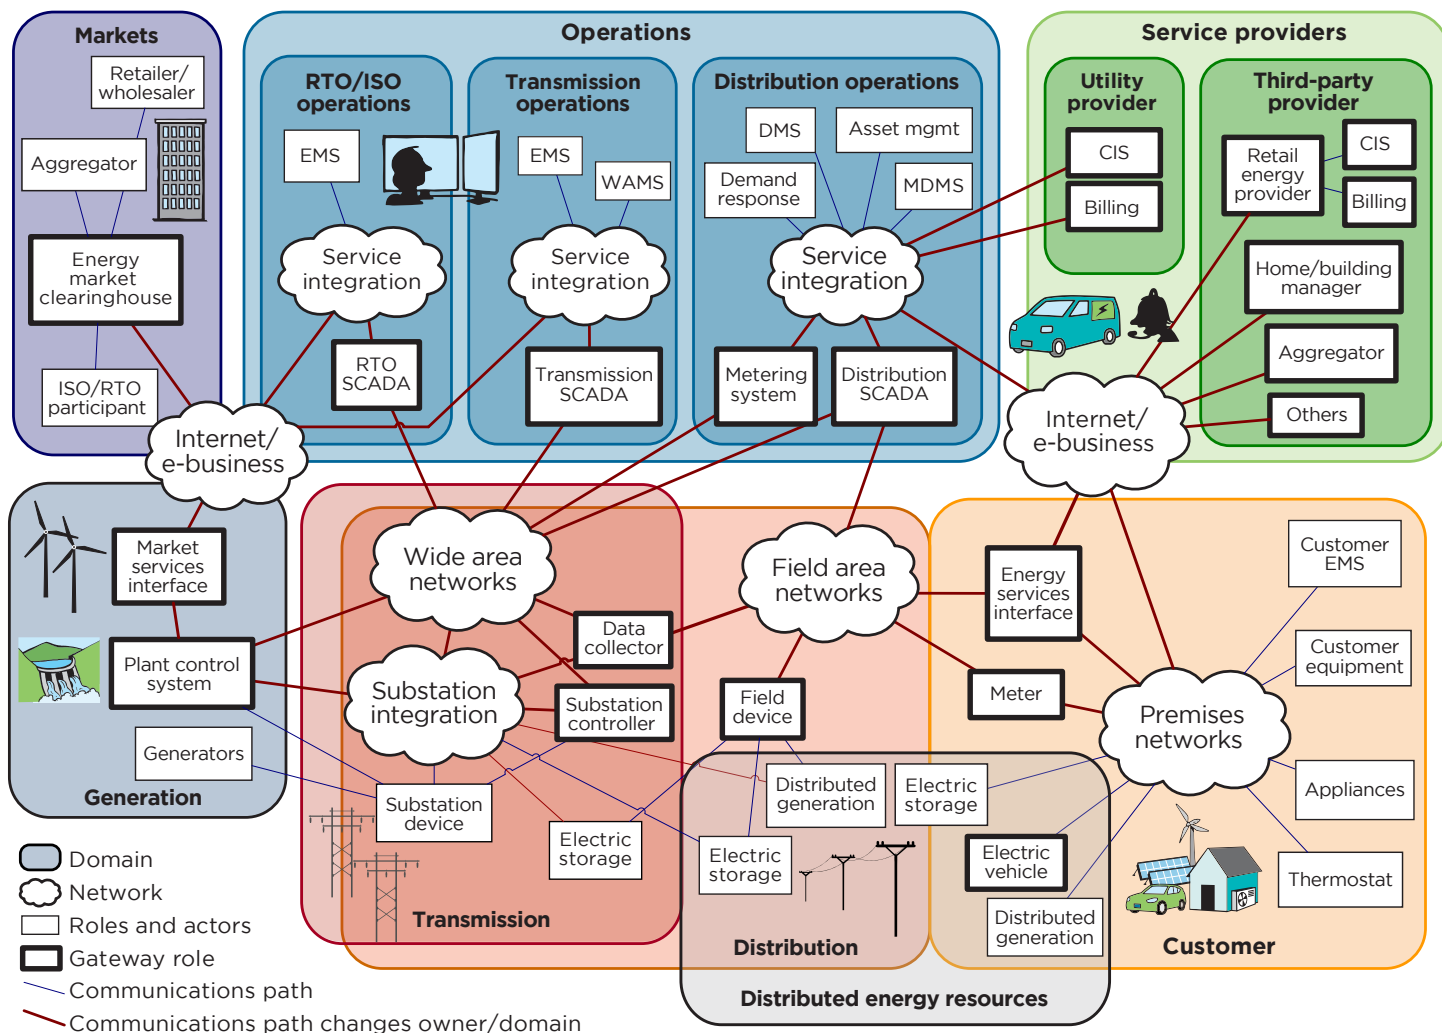 Markets
Retailer/
wholesaler
Aggregator
Energy
market
clearinghouse
ISO/RTO
participant
Operations
RTO/ISO
operations
EMS
Service
integration
RTO
SCADA
Transmission
operations
EMS
WAMS
Service
integration
Transmission
SCADA
Distribution operations
DMS
Asset mgmt
Demand
response
MDMS
Service
integration
Metering
system
Distribution
SCADA
Service providers
Utility
provider
CIS
Billing
Third-party
provider
Retail
energy
provider
CIS
Billing
Home/building
manager
Aggregator
Others
Internet/
e-business
Internet/
e-business
Market
services
interface
Plant control
system
Generators
Generation
Wide area
networks
Data
collector
Substation
integration
Substation
controller
Substation
device
Electric
storage
Transmission
Field area
networks
Field
device
Distributed
generation
Electric
storage
Distribution
Energy
services
interface
Meter
Premises
networks
Customer
EMS
Customer
equipment
Appliances
Thermostat
Electric
storage
Electric
vehicle
Distributed
generation
Customer
Distributed energy resources
Domain
Network
Roles and actors
Gateway role
Communications path
Communications path changes owner/domain